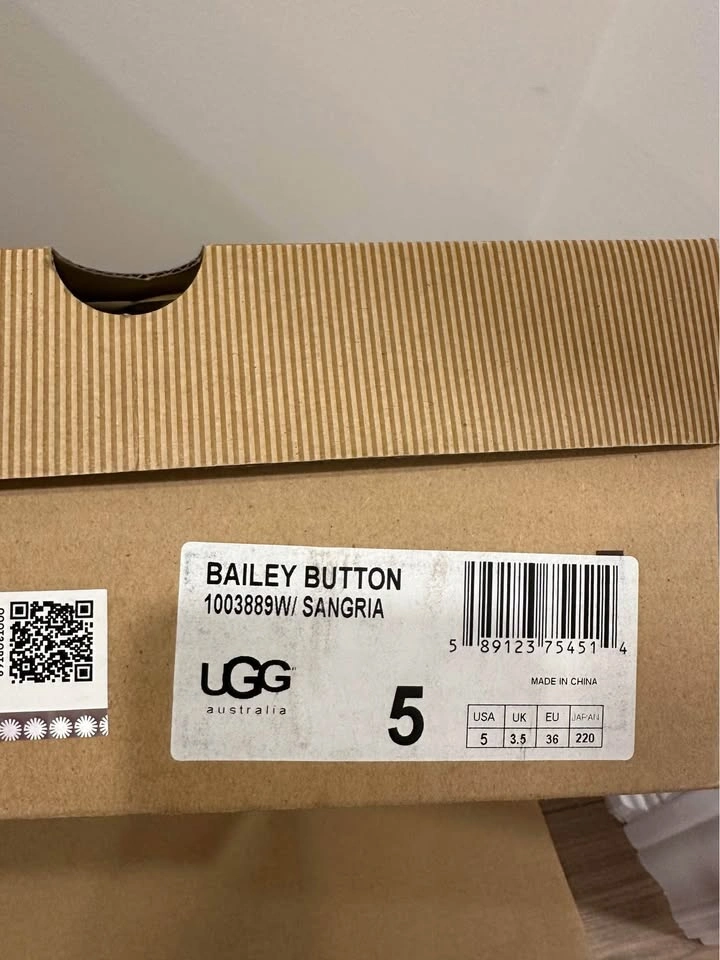 BAILEY BUTTON
1003889W/ SANGRIA
5 89123 75451 4
MADE IN CHINA
UGG
australia
5
USA UK EU JAPAN
5 3.5 36 220